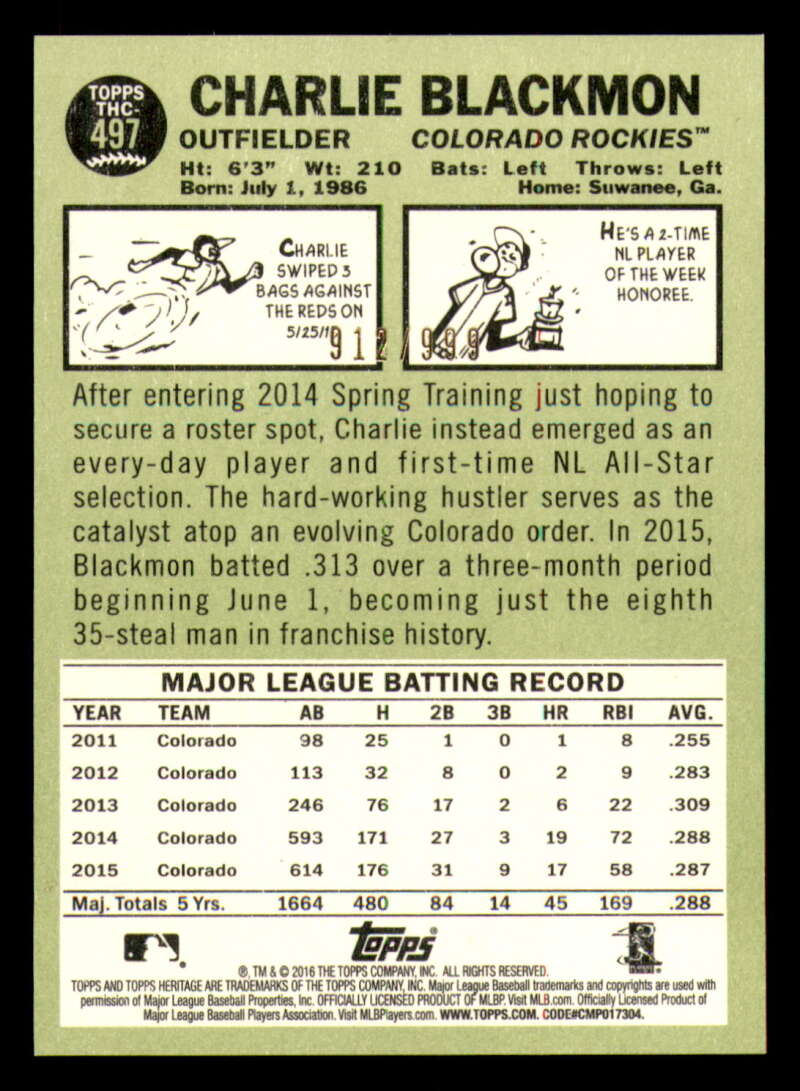 TOPPS
THC-
497
CHARLIE BLACKMON
OUTFIELDER COLORADO ROCKIES™
Ht: 6'3" Wt: 210 Bats: Left Throws: Left
Born: July 1, 1986 Home: Suwanee, Ga.
CHARLIE
SWIPED 3
BAGS AGAINST
THE REDS ON
HE'S A 2-TIME
NL PLAYER
OF THE WEEK
HONOREE.
912/999
After entering 2014 Spring Training just hoping to
secure a roster spot, Charlie instead emerged as an
every-day player and first-time NL All-Star
selection. The hard-working hustler serves as the
catalyst atop an evolving Colorado order. In 2015,
Blackmon batted .313 over a three-month period
beginning June 1, becoming just the eighth
35-steal man in franchise history.
MAJOR LEAGUE BATTING RECORD
YEAR TEAM AB H 2B 3B HR RBI AVG.
2011 Colorado 98 25 1 0 1 8 .255
2012 Colorado 113 32 8 0 2 9 .283
2013 Colorado 246 76 17 2 6 22 .309
2014 Colorado 593 171 27 3 19 72 .288
2015 Colorado 614 176 31 9 17 58 .287
Maj. Totals 5 Yrs. 1664 480 84 14 45 169 .288
Topps
®, TM & © 2016 THE TOPPS COMPANY, INC. ALL RIGHTS RESERVED.
TOPPS AND TOPPS HERITAGE ARE TRADEMARKS OF THE TOPPS COMPANY, INC. Major League Baseball trademarks and copyrights are used with
permission of Major League Baseball Properties, Inc. OFFICIALLY LICENSED PRODUCT OF MLBP. Visit MLB.com. Officially Licensed Product of
Major League Baseball Players Association. Visit MLBPlayers.com. WWW.TOPPS.COM. CODE#CMP017304.